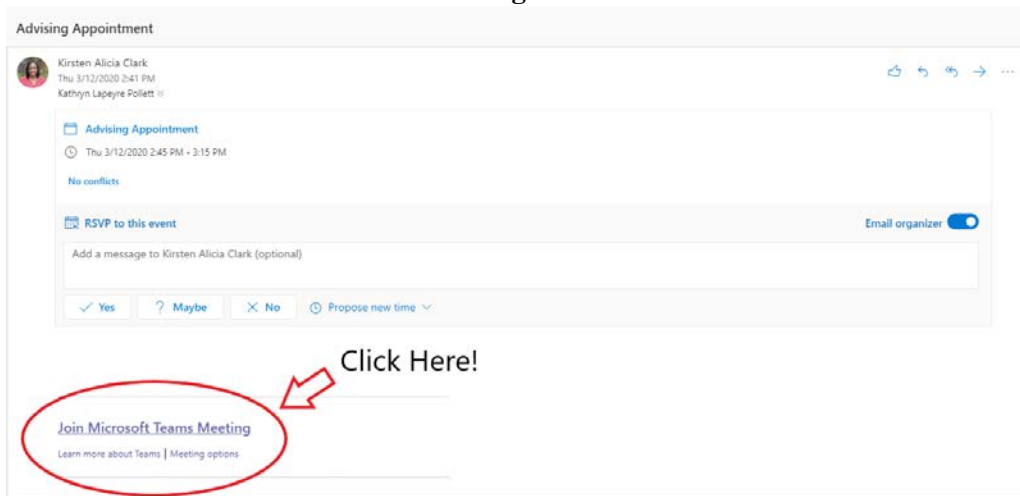 Advising Appointment
Kirsten Alicia Clark
Thu 3/12/2020 2:41 PM
Kathryn Lapeyre Pollett
Advising Appointment
Thu 3/12/2020 2:45 PM - 3:15 PM
No conflicts
RSVP to this event
Email organizer
Add a message to Kirsten Alicia Clark (optional)
Yes ? Maybe No Propose new time
Click Here!
Join Microsoft Teams Meeting
Learn more about Teams | Meeting options